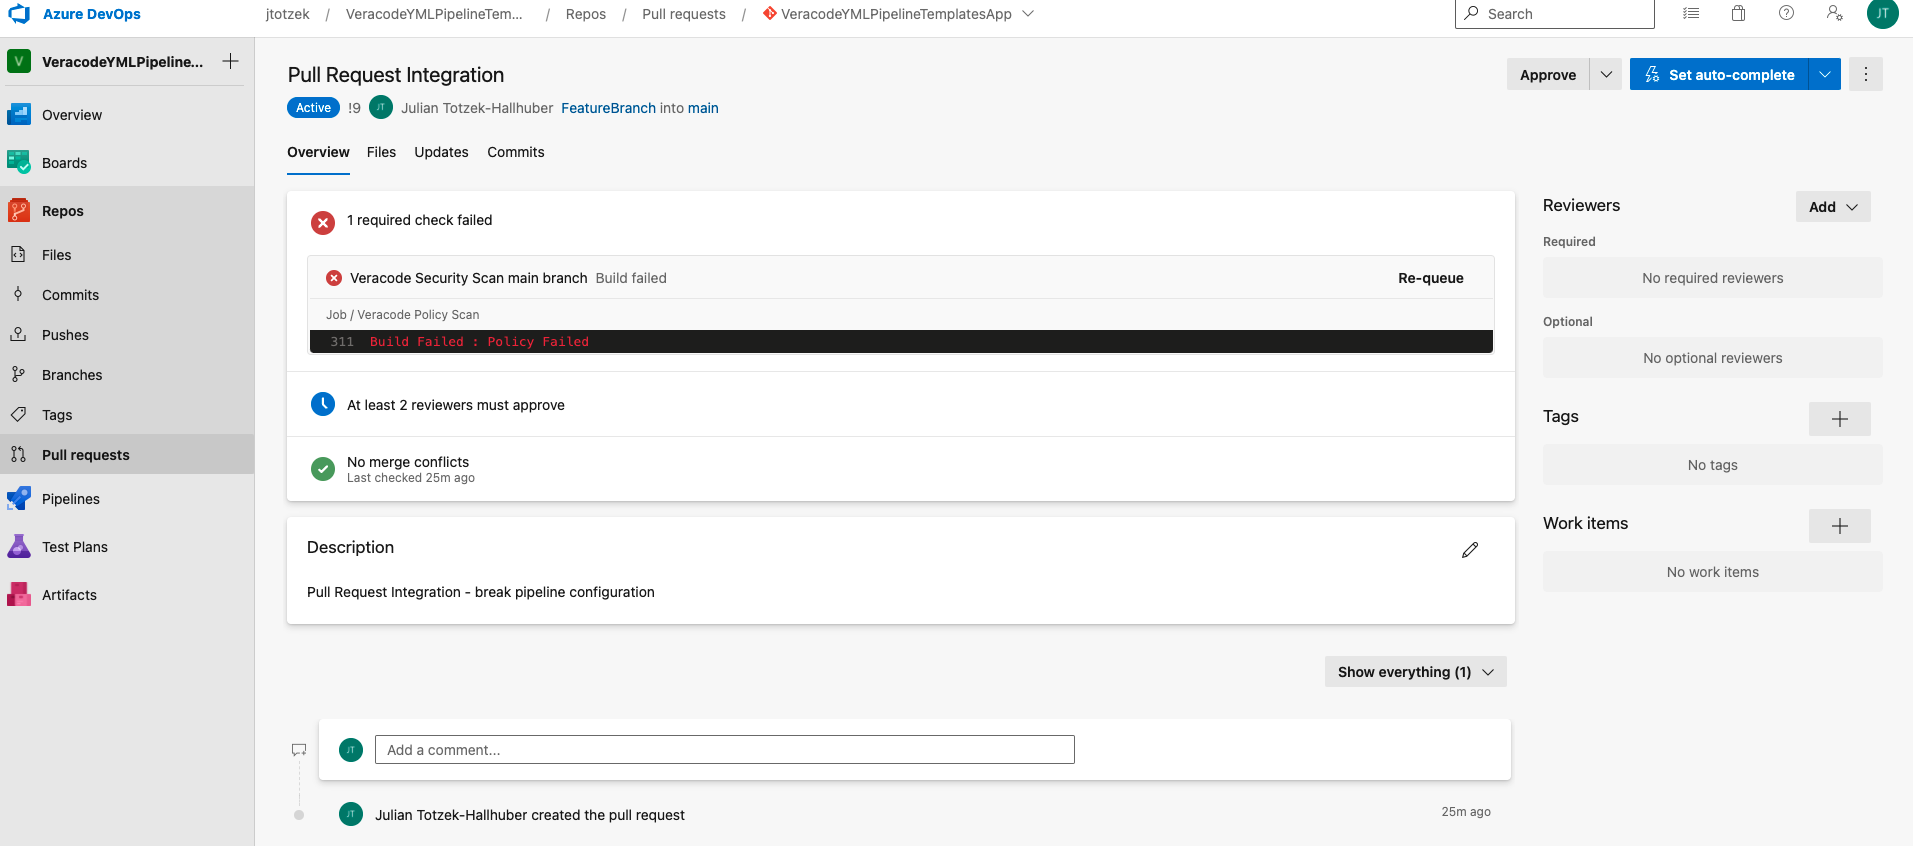 Azure DevOps
jtotzek / VeracodeYMLPipelineTem... / Repos / Pull requests / VeracodeYMLPipelineTemplatesApp
Search
JT
V VeracodeYMLPipeline...
Overview
Boards
Repos
Files
Commits
Pushes
Branches
Tags
Pull requests
Pipelines
Test Plans
Artifacts
Pull Request Integration
Approve
Set auto-complete
Active !9 JT Julian Totzek-Hallhuber FeatureBranch into main
Overview Files Updates Commits
1 required check failed
Veracode Security Scan main branch Build failed
Re-queue
Job / Veracode Policy Scan
311 Build Failed : Policy Failed
At least 2 reviewers must approve
No merge conflicts
Last checked 25m ago
Description
Pull Request Integration - break pipeline configuration
Show everything (1)
JT Add a comment...
JT Julian Totzek-Hallhuber created the pull request
25m ago
Reviewers
Add
Required
No required reviewers
Optional
No optional reviewers
Tags
No tags
Work items
No work items